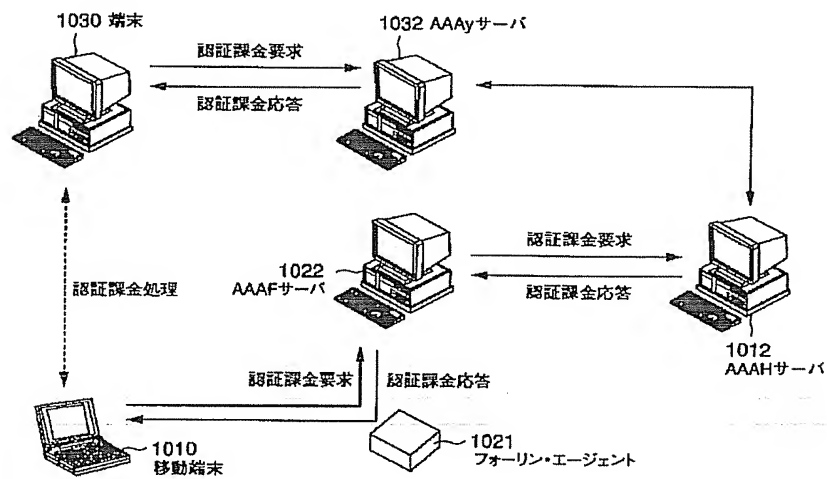 1030 端末
1032 AAAyサーバ
認証課金要求
認証課金応答
認証課金処理
1022
AAAFサーバ
認証課金要求
認証課金応答
1012
AAAHサーバ
認証課金要求
認証課金応答
1010
移動端末
1021
フォーリン・エージェント